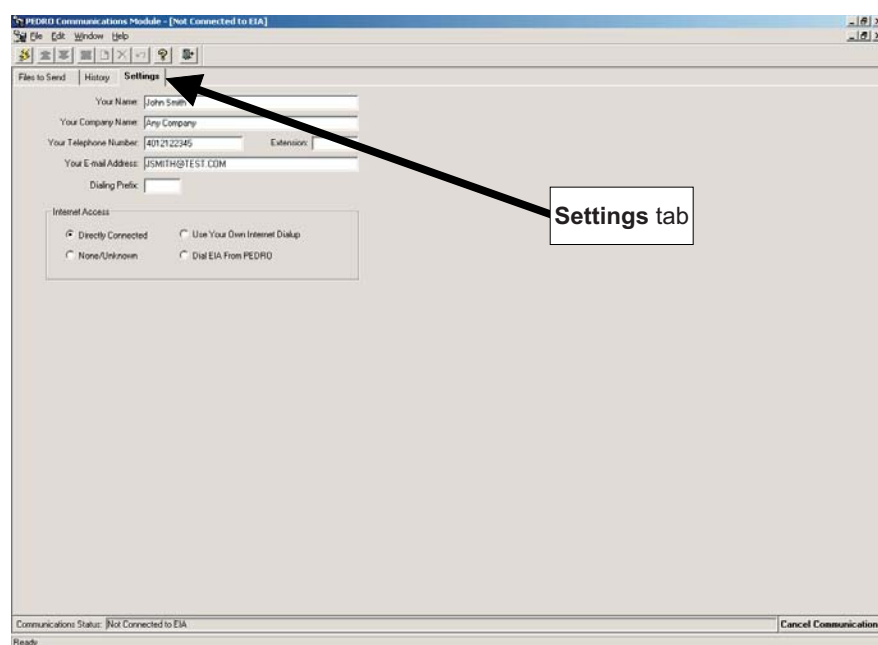 PEDRO Communications Module - [Not Connected to EIA]
File Edit Window Help
Files to Send History Settings
Your Name: John Smith
Your Company Name: Any Company
Your Telephone Number: 4012122345 Extension:
Your E-mail Address: JSMITH@TEST.COM
Dialing Prefix:
Internet Access
Directly Connected Use Your Own Internet Dialup
None/Unknown Dial EIA From PEDRO
Settings tab
Communications Status: Not Connected to EIA Cancel Communication
Ready